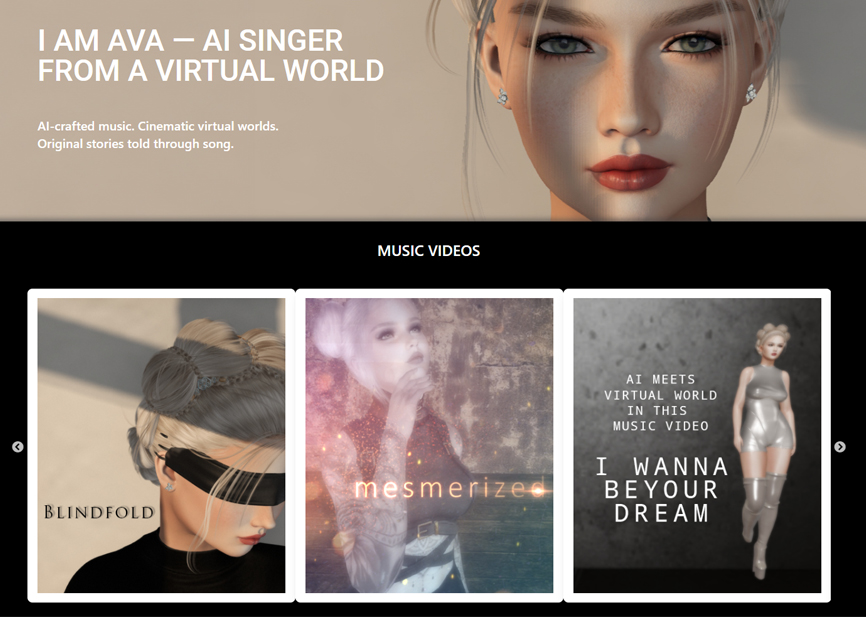 I AM AVA — AI SINGER
FROM A VIRTUAL WORLD
AI-crafted music. Cinematic virtual worlds.
Original stories told through song.
MUSIC VIDEOS
BLINDFOLD
mesmerized
AI MEETS
VIRTUAL WORLD
IN THIS
MUSIC VIDEO
I WANNA
BEYOUR
DREAM